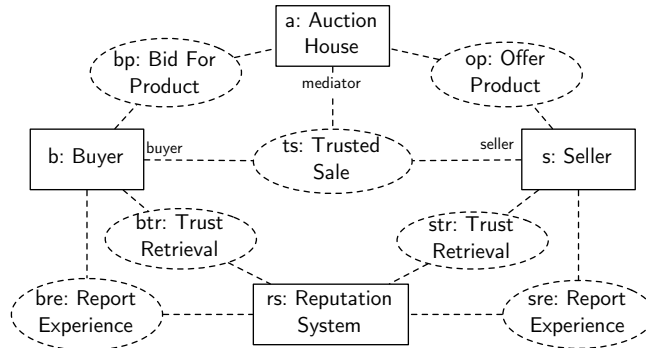 a: Auction
House
bp: Bid For
Product
op: Offer
Product
mediator
b: Buyer
buyer
ts: Trusted
Sale
seller
s: Seller
btr: Trust
Retrieval
str: Trust
Retrieval
bre: Report
Experience
rs: Reputation
System
sre: Report
Experience